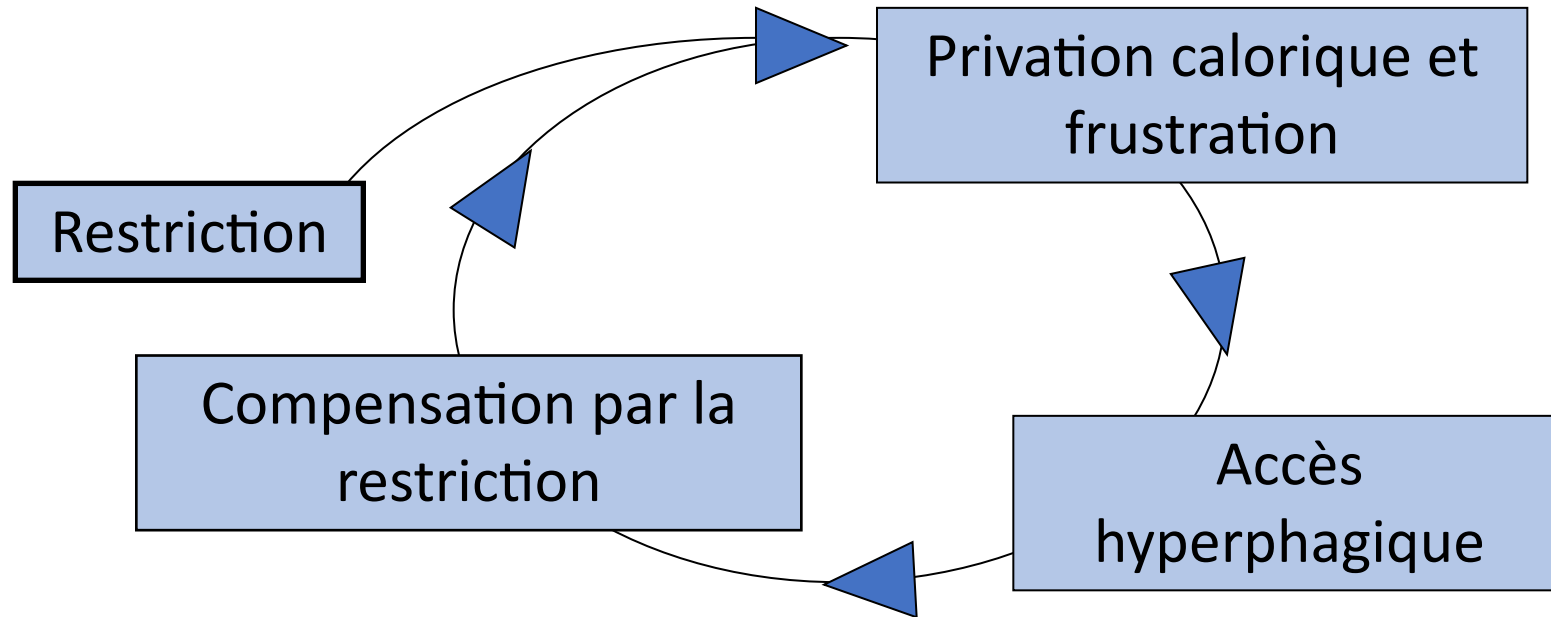 Privation calorique et
frustration
Restriction
Compensation par la
restriction
Accès
hyperphagique